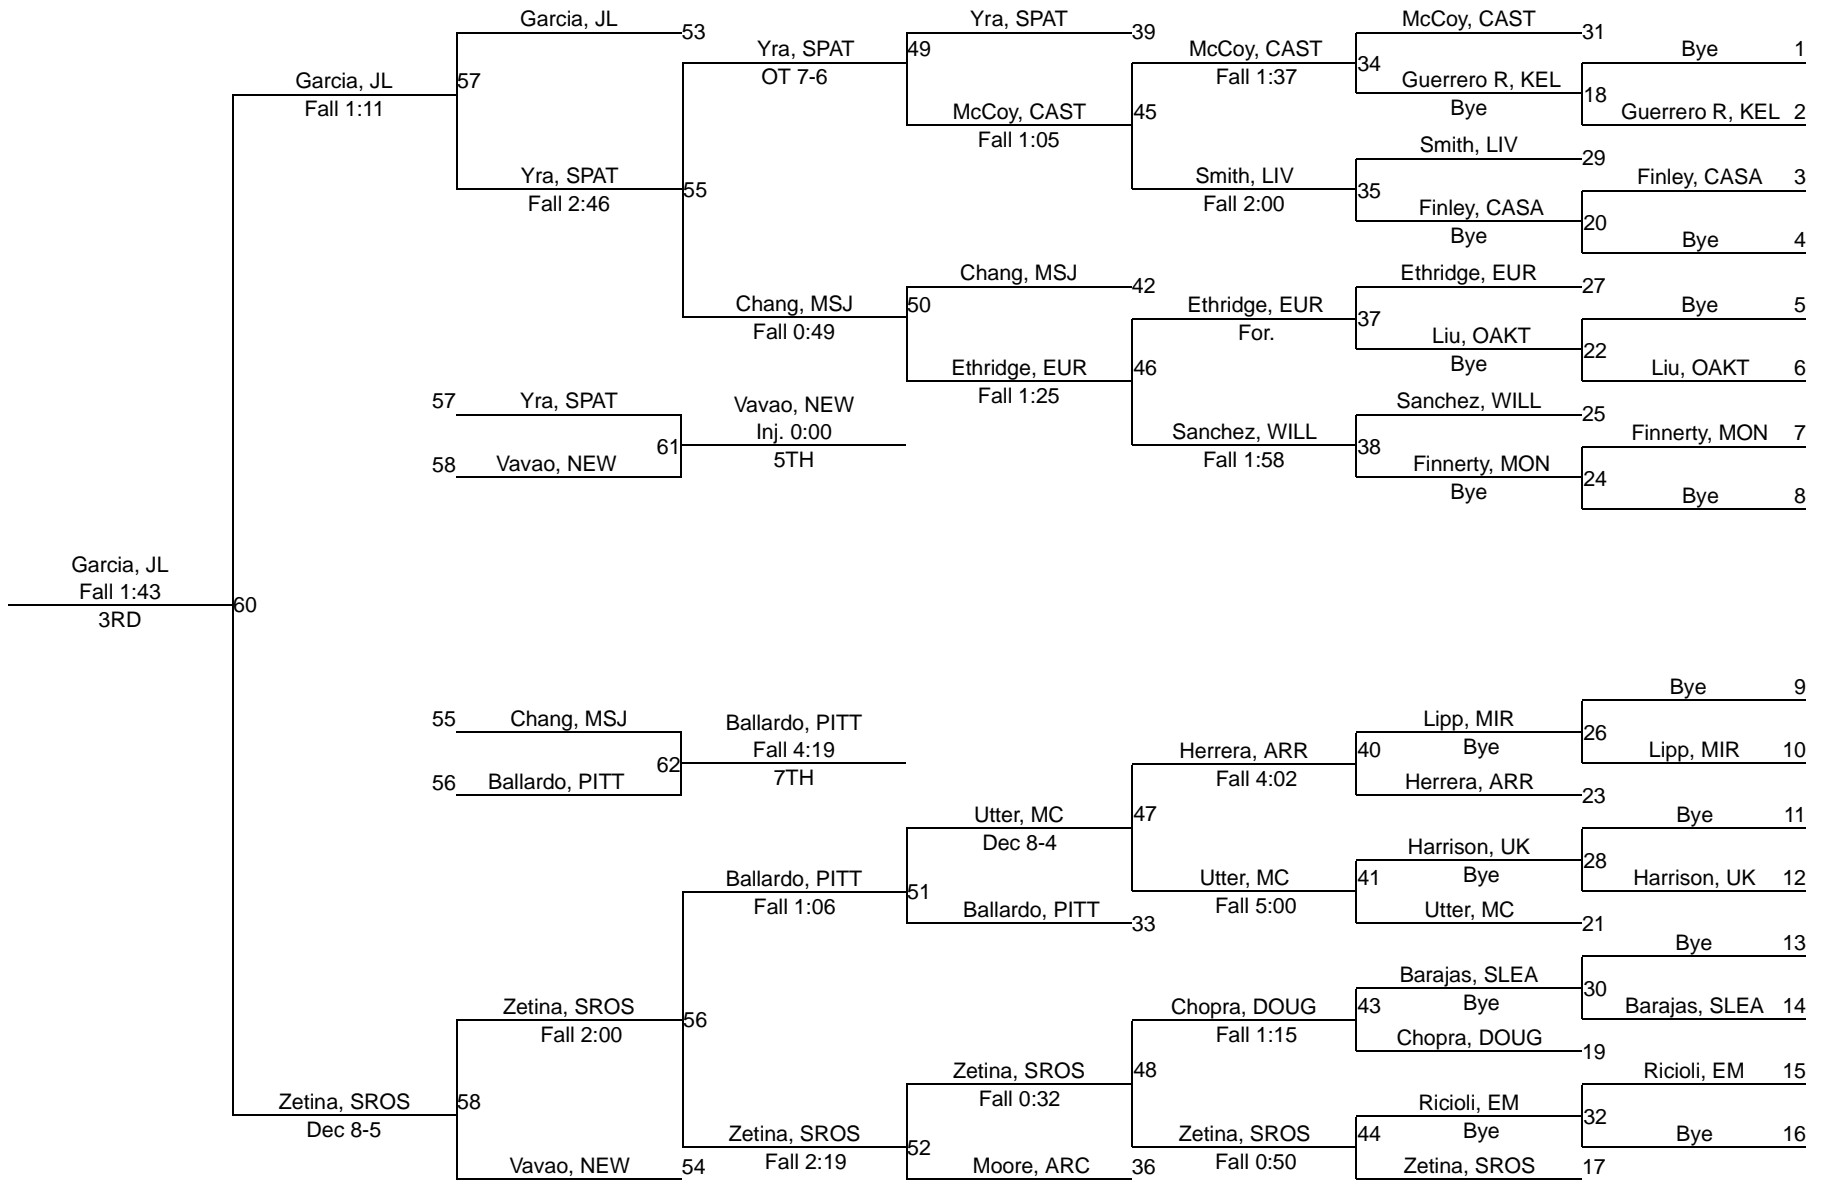 Garcia, JL
53
Yra, SPAT
39
McCoy, CAST
31
Bye 1
57
Yra, SPAT
OT 7-6
49
McCoy, CAST
Fall 1:37
34
Guerrero R, KEL
Bye
18
Guerrero R, KEL 2
Garcia, JL
Fall 1:11
McCoy, CAST
Fall 1:05
45
Smith, LIV
29
Finley, CASA 3
Yra, SPAT
Fall 2:46
55
Smith, LIV
Fall 2:00
35
Finley, CASA
Bye
20
Bye 4
Chang, MSJ
42
Ethridge, EUR
27
Bye 5
Chang, MSJ
Fall 0:49
50
Ethridge, EUR
For.
37
Liu, OAKT
Bye
22
Liu, OAKT 6
Ethridge, EUR
Fall 1:25
46
57 Yra, SPAT
Vavao, NEW
Inj. 0:00
5TH
61
58 Vavao, NEW
Sanchez, WILL
25
Sanchez, WILL
Fall 1:58
38
Finnerty, MON 7
Finnerty, MON
Bye
24
Bye 8
Garcia, JL
Fall 1:43
3RD
60
Bye 9
55 Chang, MSJ
Ballardo, PITT
Fall 4:19
7TH
62
56 Ballardo, PITT
Herrera, ARR
Fall 4:02
40
Lipp, MIR
Bye
26
Lipp, MIR 10
Herrera, ARR
23
Utter, MC
Dec 8-4
47
Bye 11
Harrison, UK
Bye
28
Harrison, UK 12
Ballardo, PITT
Fall 1:06
51
Utter, MC
Fall 5:00
41
Utter, MC
21
Ballardo, PITT
33
Bye 13
Barajas, SLEA
Bye
30
Barajas, SLEA 14
Zetina, SROS
Fall 2:00
56
Chopra, DOUG
Fall 1:15
43
Chopra, DOUG
19
Zetina, SROS
Fall 0:32
48
Ricioli, EM 15
Zetina, SROS
Dec 8-5
58
Ricioli, EM
Bye
32
Bye 16
Zetina, SROS
Fall 2:19
52
Zetina, SROS
Fall 0:50
44
Vavao, NEW
54
Moore, ARC
36
Zetina, SROS
17